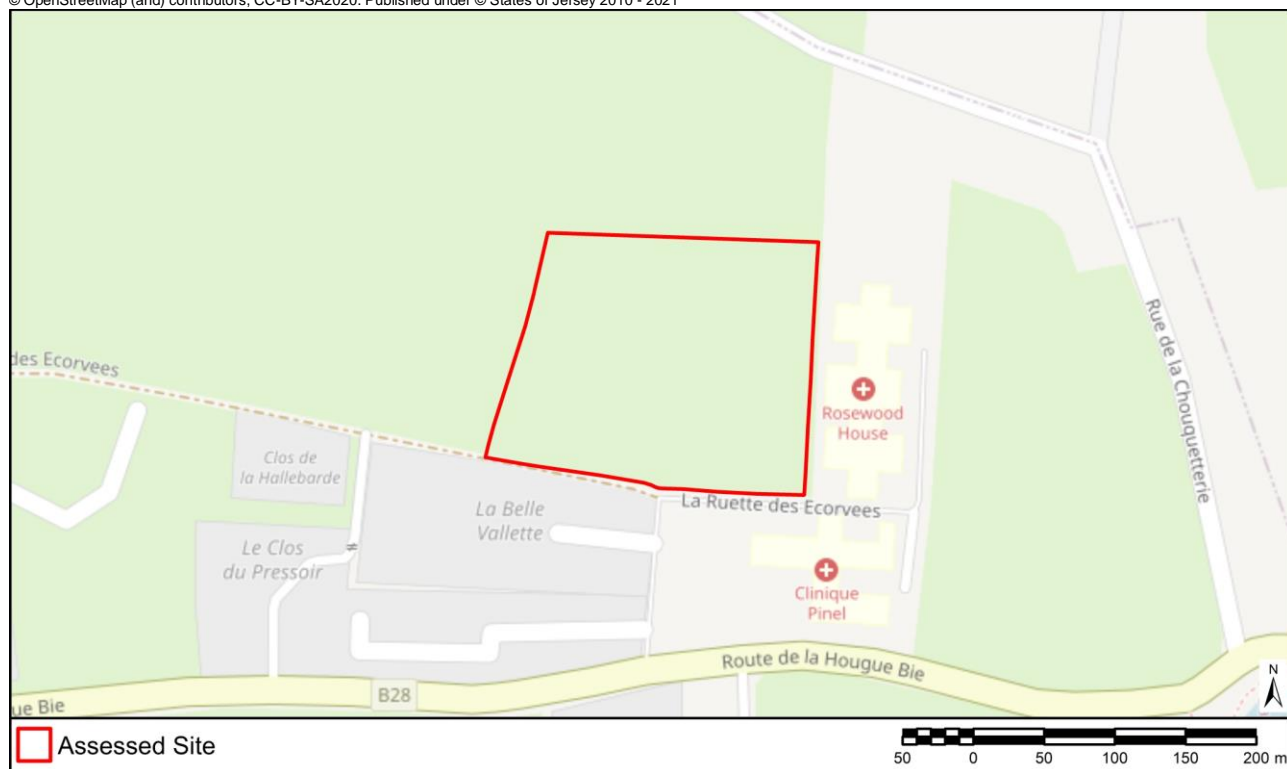 © OpenStreetMap (and) contributors, CC-BY-SA2020. Published under © States of Jersey 2010 - 2021
Rue de la Chouquetterie
des Ecorvees
Rosewood
House
Clos de
la Hallebarde
La Belle
Vallette
La Ruette des Ecorvees
Le Clos
du Pressoir
Clinique
Pinel
Route de la Hougue Bie
B28
ue Bie
N
Assessed Site
50 0 50 100 150 200 m